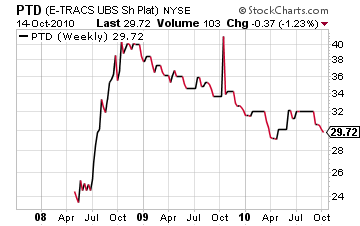 PTD (E-TRACS UBS Sh Plat) NYSE © StockCharts.com
14-Oct-2010 Last 29.72 Volume 103 Chg -0.37 (-1.23%)
PTD (Weekly) 29.72
40
38
36
34
32
30
29.72
28
26
24
08 Apr Jul Oct 09 Apr Jul Oct 10 Apr Jul Oct